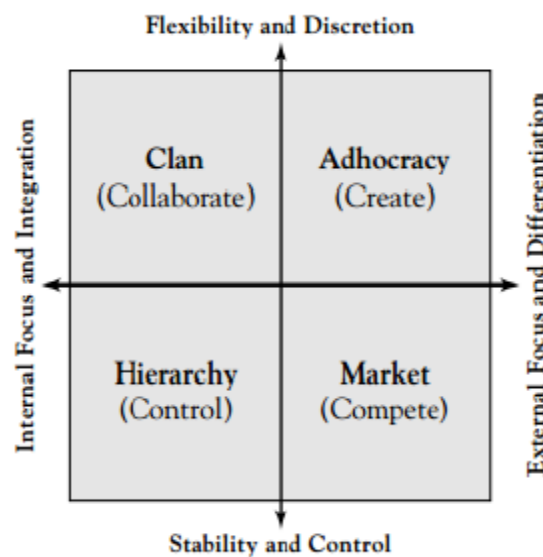 Flexibility and Discretion
Internal Focus and Integration
Clan
(Collaborate)
Adhocracy
(Create)
External Focus and Differentiation
Hierarchy
(Control)
Market
(Compete)
Stability and Control